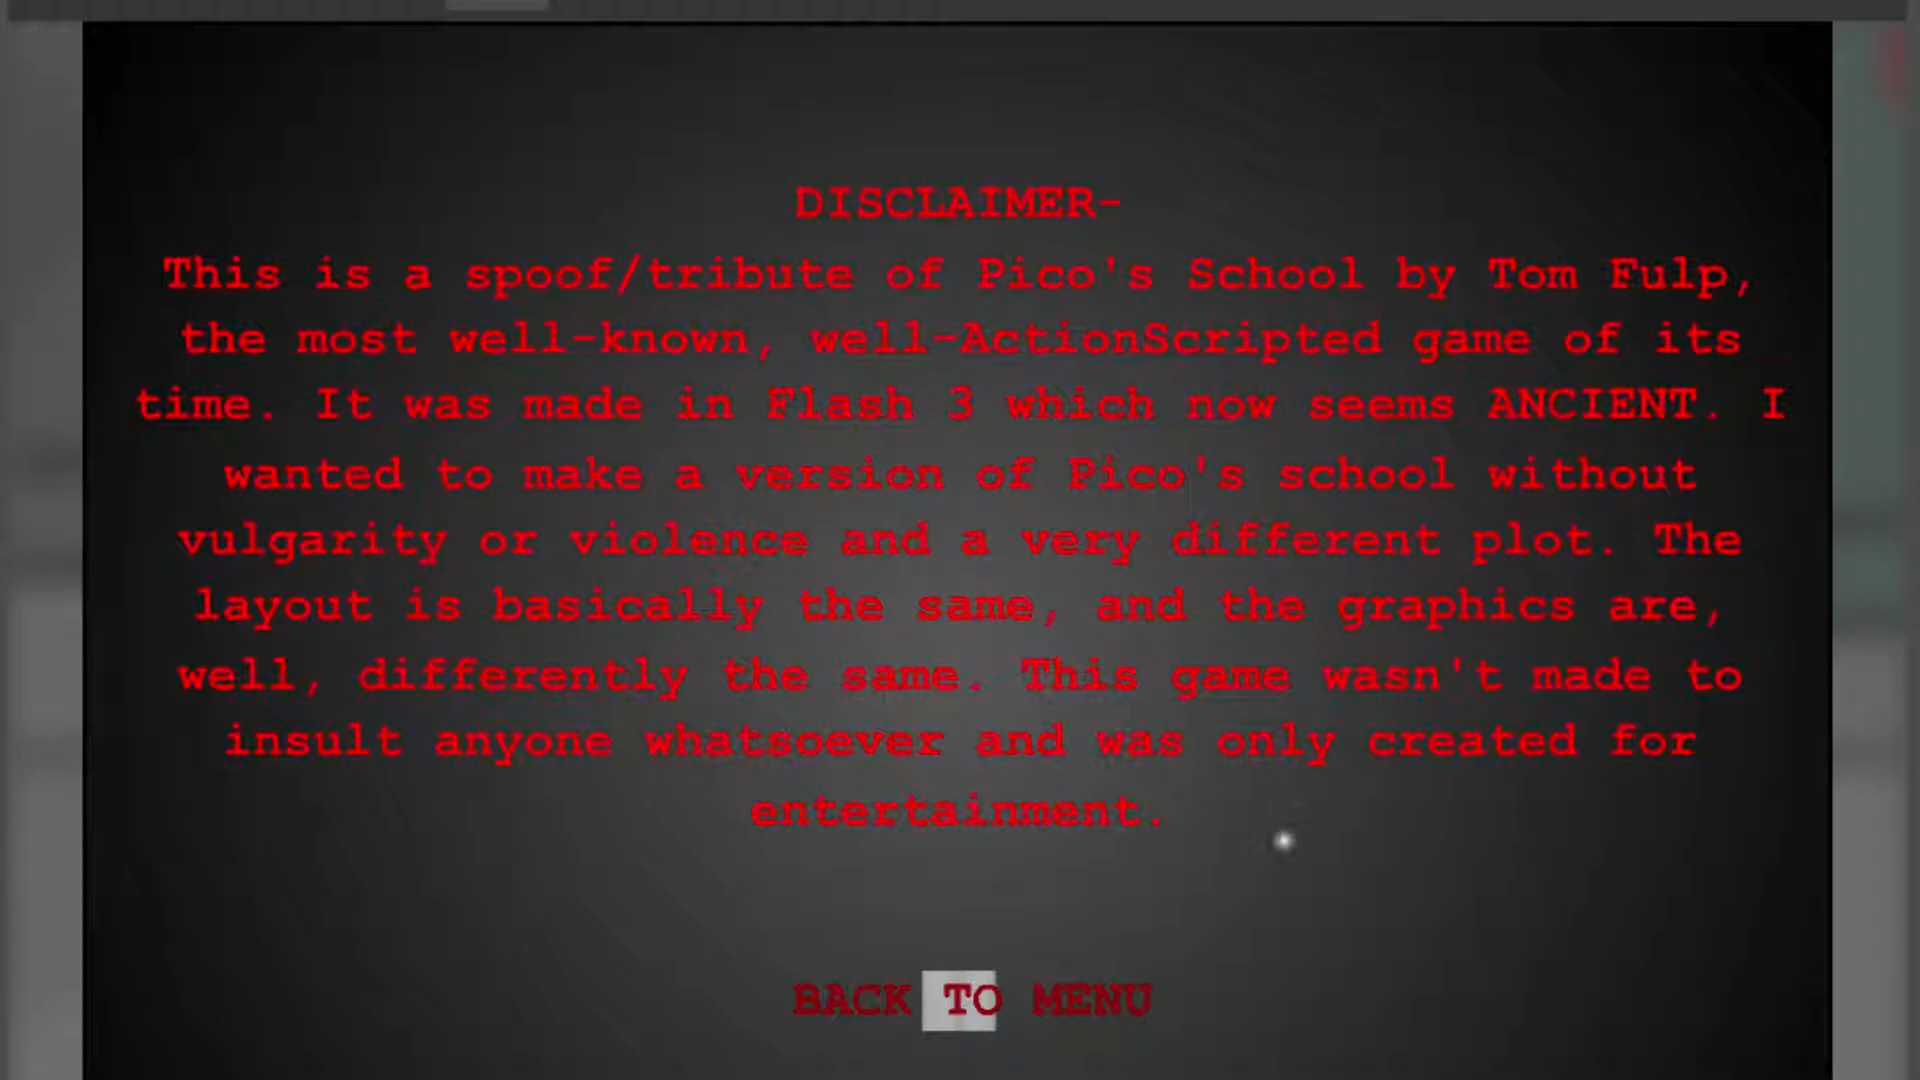 DISCLAIMER-
This is a spoof/tribute of Pico's School by Tom Fulp,
the most well-known, well-ActionScripted game of its
time. It was made in Flash 3 which now seems ANCIENT. I
wanted to make a version of Pico's school without
vulgarity or violence and a very different plot. The
layout is basically the same, and the graphics are,
well, differently the same. This game wasn't made to
insult anyone whatsoever and was only created for
entertainment.
BACK TO MENU